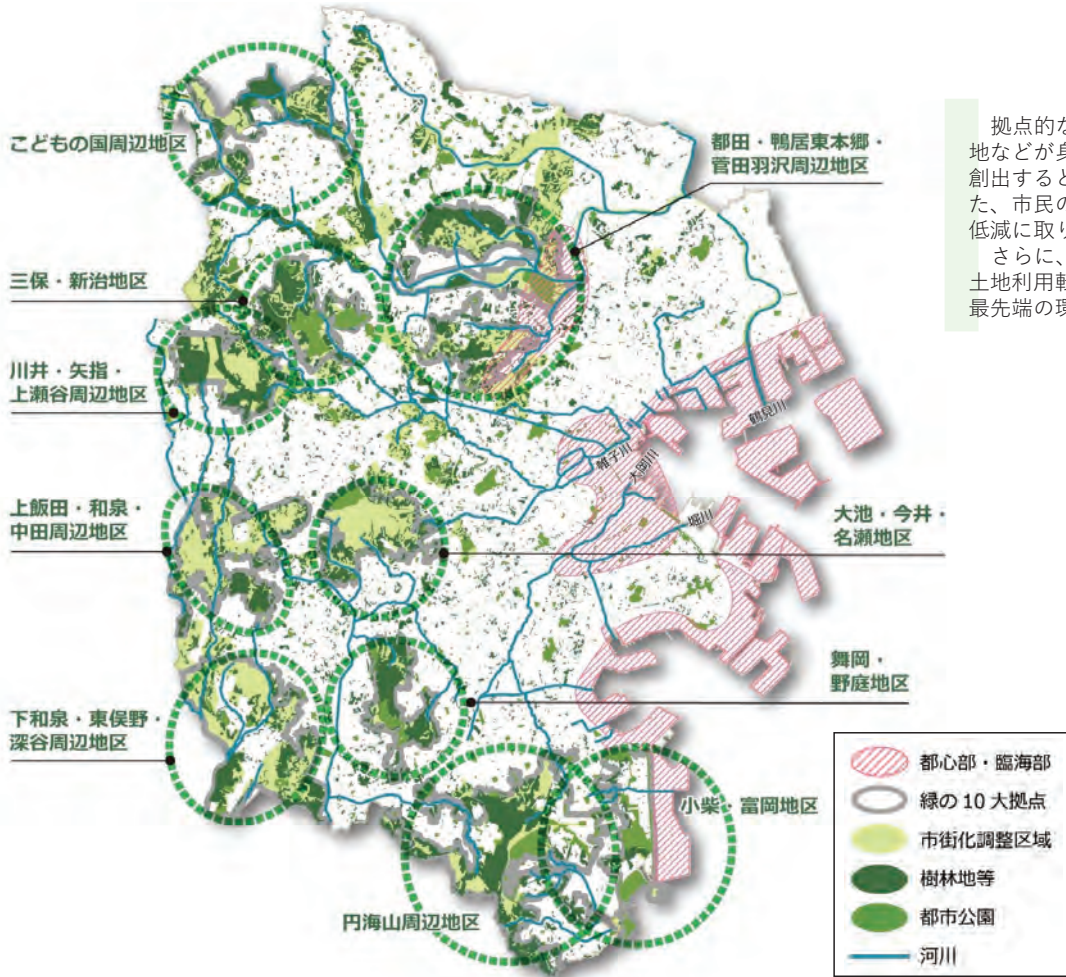 こどもの国周辺地区
三保・新治地区
川井・矢指・
上瀬谷周辺地区
上飯田・和泉・
中田周辺地区
下和泉・東俣野・
深谷周辺地区
都田・鴨居東本郷・
菅田羽沢周辺地区
鶴見川
帷子川
大岡川
堀川
大池・今井・
名瀬地区
舞岡・
野庭地区
小柴・富岡地区
円海山周辺地区
拠点的な
地などが身
創出すると
た、市民の
低減に取り
さらに、
土地利用転
最先端の環
都心部・臨海部
緑の10大拠点
市街化調整区域
樹林地等
都市公園
河川